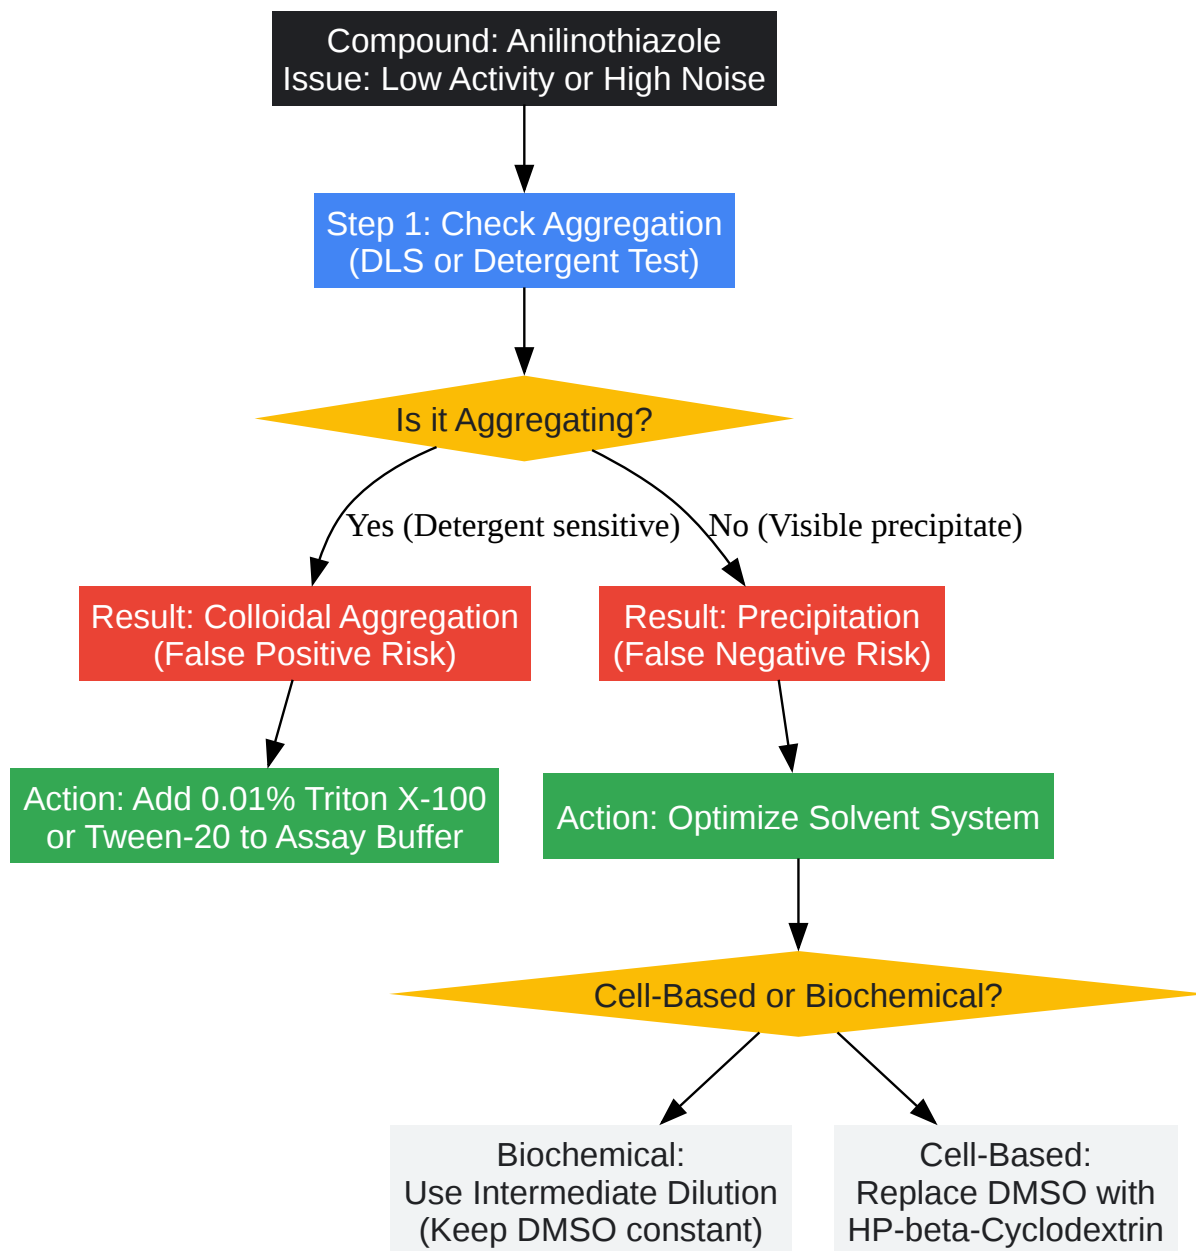 Compound: Anilinothiazole
Issue: Low Activity or High Noise
Step 1: Check Aggregation
(DLS or Detergent Test)
Is it Aggregating?
Yes (Detergent sensitive)
No (Visible precipitate)
Result: Colloidal Aggregation
(False Positive Risk)
Result: Precipitation
(False Negative Risk)
Action: Add 0.01% Triton X-100
or Tween-20 to Assay Buffer
Action: Optimize Solvent System
Cell-Based or Biochemical?
Biochemical:
Use Intermediate Dilution
(Keep DMSO constant)
Cell-Based:
Replace DMSO with
HP-beta-Cyclodextrin